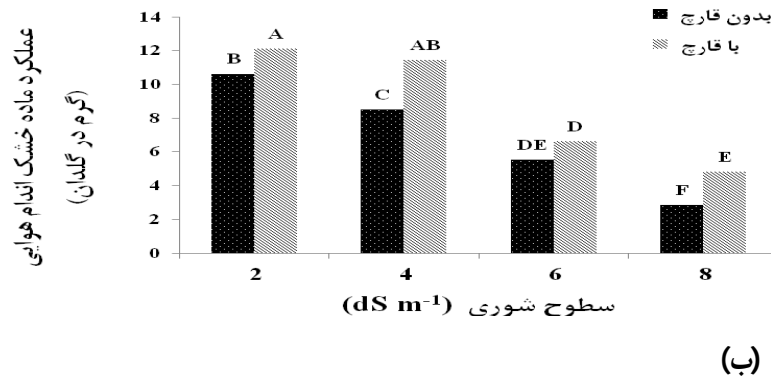 بدون قارچ
با قارچ
عملکرد ماده خشک اندام هوایی
(گرم در گلدان)
14
12
10
8
6
4
2
0
B
A
C
AB
DE
D
F
E
2 4 6 8
سطوح شوری (dS m⁻¹)
(ب)